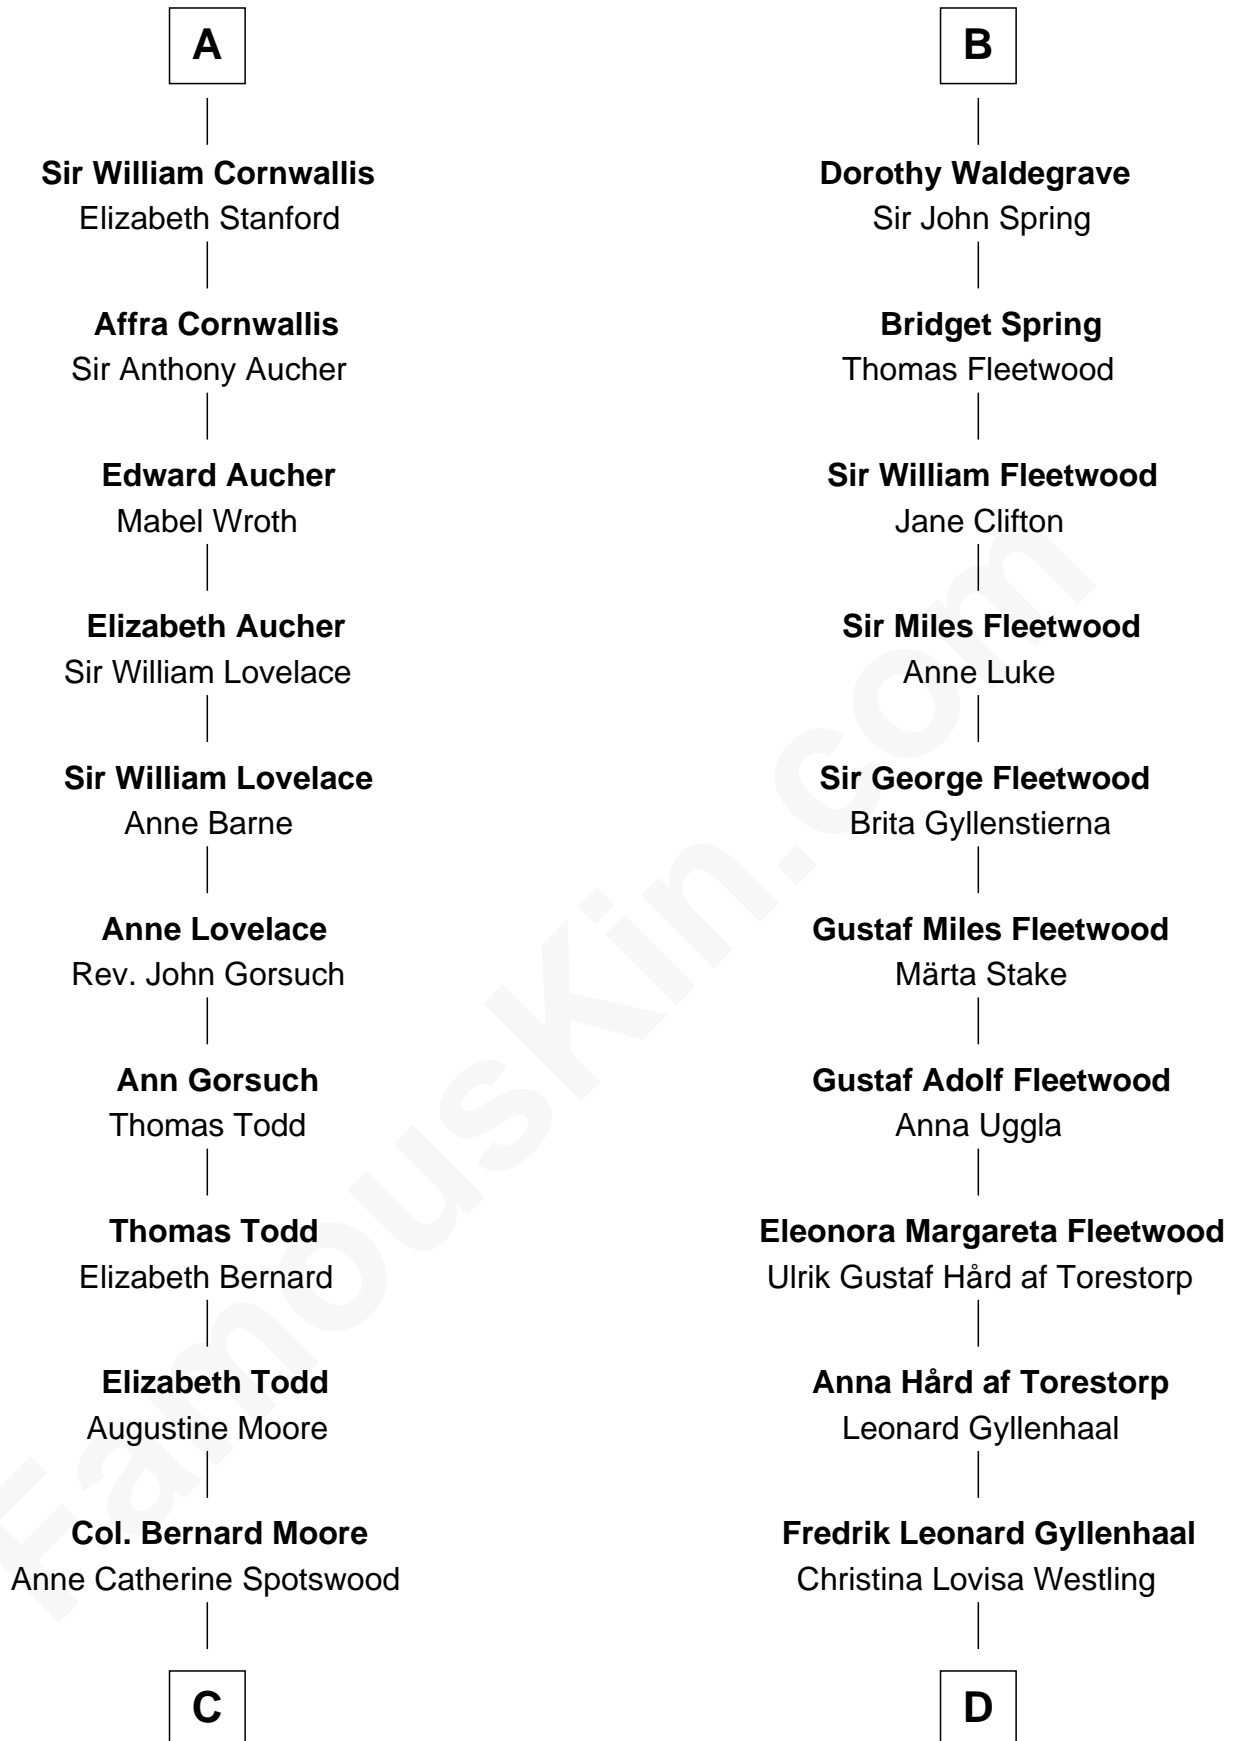 A
Sir William Cornwallis
Elizabeth Stanford
Affra Cornwallis
Sir Anthony Aucher
Edward Aucher
Mabel Wroth
Elizabeth Aucher
Sir William Lovelace
Sir William Lovelace
Anne Barne
Anne Lovelace
Rev. John Gorsuch
Ann Gorsuch
Thomas Todd
Thomas Todd
Elizabeth Bernard
Elizabeth Todd
Augustine Moore
Col. Bernard Moore
Anne Catherine Spotswood
C
B
Dorothy Waldegrave
Sir John Spring
Bridget Spring
Thomas Fleetwood
Sir William Fleetwood
Jane Clifton
Sir Miles Fleetwood
Anne Luke
Sir George Fleetwood
Brita Gyllenstierna
Gustaf Miles Fleetwood
Märta Stake
Gustaf Adolf Fleetwood
Anna Uggla
Eleonora Margareta Fleetwood
Ulrik Gustaf Hård af Torestorp
Anna Hård af Torestorp
Leonard Gyllenhaal
Fredrik Leonard Gyllenhaal
Christina Lovisa Westling
D
FamousKin.com